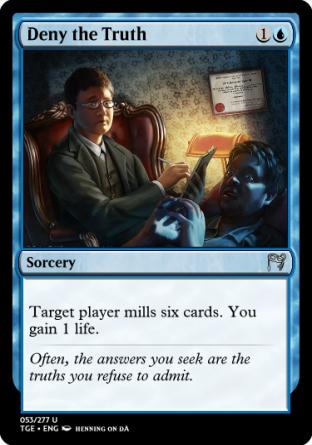 Deny the Truth 1
Sorcery
Target player mills six cards. You
gain 1 life.
Often, the answers you seek are the
truths you refuse to admit.
053/277 U
TGE • ENG HENNING ON DA